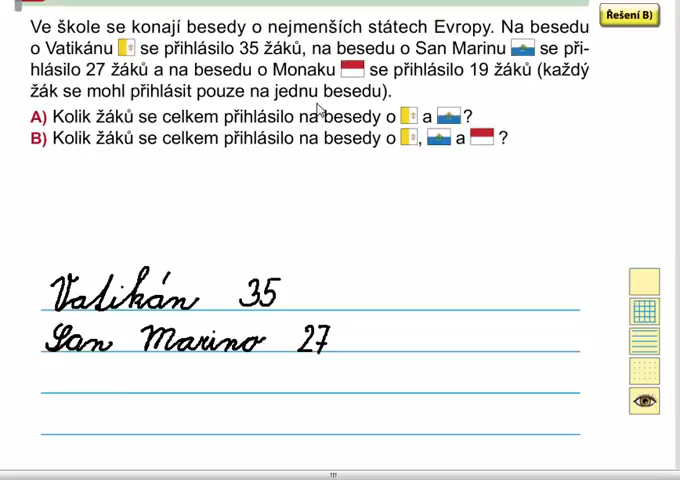 Řešení B)
Ve škole se konají besedy o nejmenších státech Evropy. Na besedu
o Vatikánu se přihlásilo 35 žáků, na besedu o San Marinu se při-
hlásilo 27 žáků a na besedu o Monaku se přihlásilo 19 žáků (každý
žák se mohl přihlásit pouze na jednu besedu).
A) Kolik žáků se celkem přihlásilo na besedy o a ?
B) Kolik žáků se celkem přihlásilo na besedy o , a ?
Vatikán 35
San Marino 27